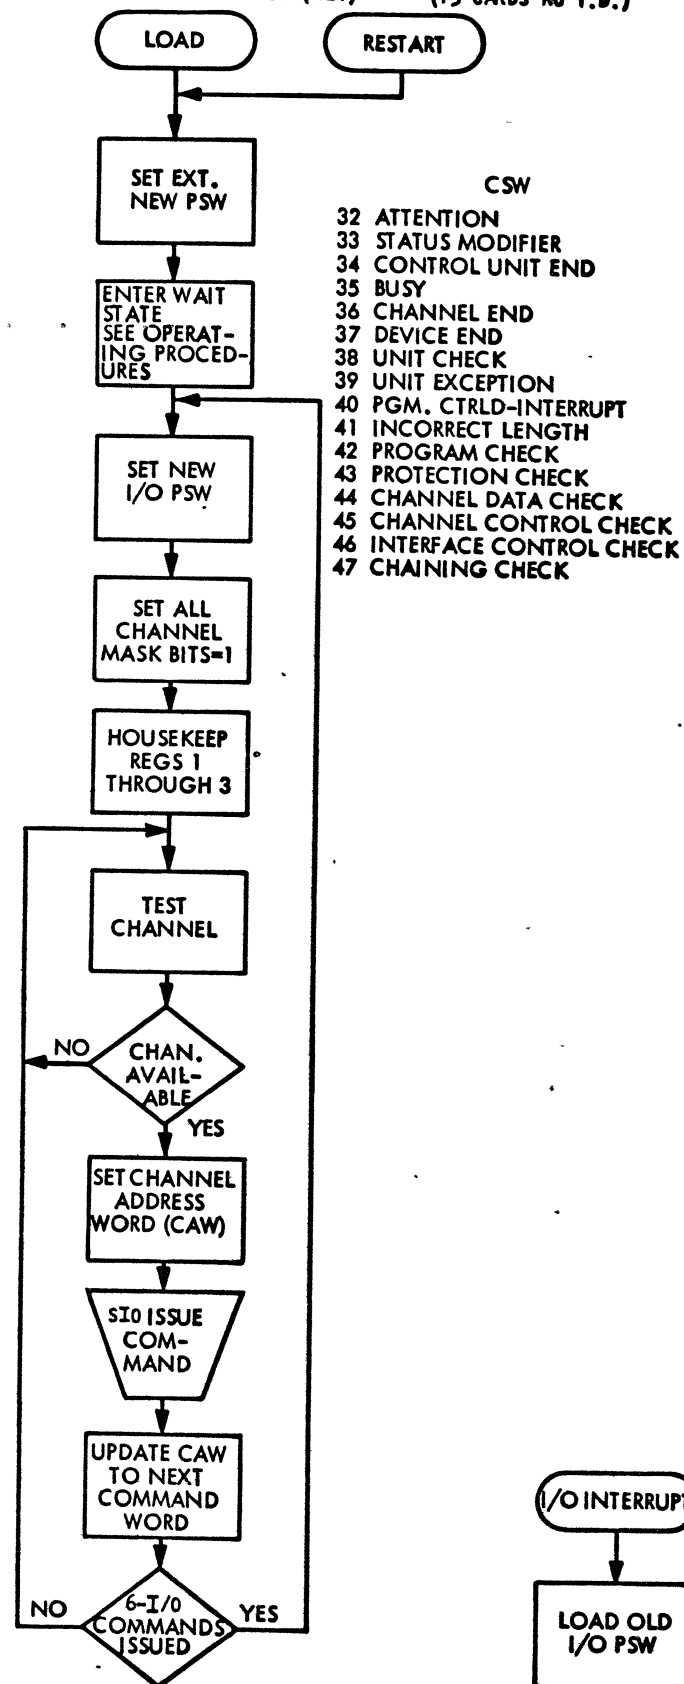 (15 CARDS NO I.D.)
LOAD
RESTART
SET EXT.
NEW PSW
ENTER WAIT
STATE
SEE OPERAT-
ING PROCED-
URES
SET NEW
I/O PSW
SET ALL
CHANNEL
MASK BITS=1
HOUSEKEEP
REGS 1
THROUGH 3
TEST
CHANNEL
NO
CHAN.
AVAIL-
ABLE
YES
SET CHANNEL
ADDRESS
WORD (CAW)
SIO ISSUE
COM-
MAND
UPDATE CAW
TO NEXT
COMMAND
WORD
NO
6-I/O
COMMANDS
ISSUED
YES
CSW
32 ATTENTION
33 STATUS MODIFIER
34 CONTROL UNIT END
35 BUSY
36 CHANNEL END
37 DEVICE END
38 UNIT CHECK
39 UNIT EXCEPTION
40 PGM. CTRLD-INTERRUPT
41 INCORRECT LENGTH
42 PROGRAM CHECK
43 PROTECTION CHECK
44 CHANNEL DATA CHECK
45 CHANNEL CONTROL CHECK
46 INTERFACE CONTROL CHECK
47 CHAINING CHECK
I/O INTERRUPT
LOAD OLD
I/O PSW